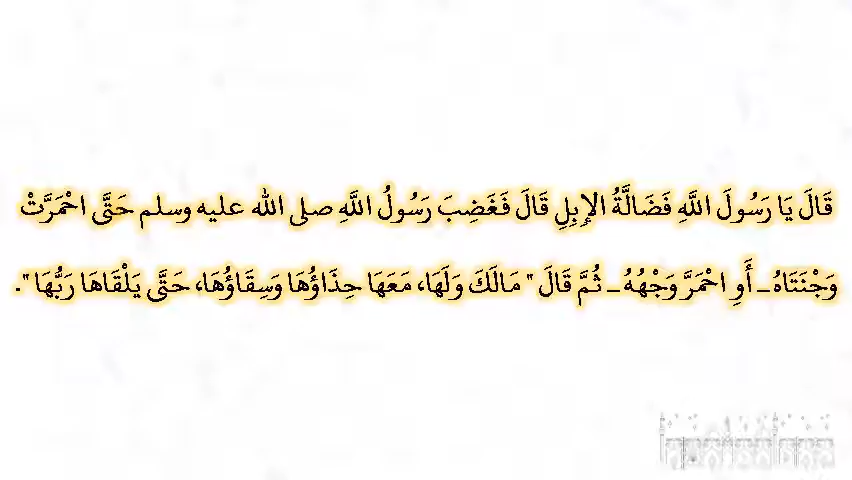 قَالَ يَا رَسُولَ اللَّهِ فَضَالَّةُ الإِبِلِ قَالَ فَغَضِبَ رَسُولُ اللَّهِ صلى الله عليه وسلم حَتَّى احْمَرَّتْ
وَجْنَتَاهُ ـ أَوِ احْمَرَّ وَجْهُهُ ـ ثُمَّ قَالَ " مَالَكَ وَلَهَا، مَعَهَا حِذَاؤُهَا وَسِقَاؤُهَا، حَتَّى يَلْقَاهَا رَبُّهَا ".